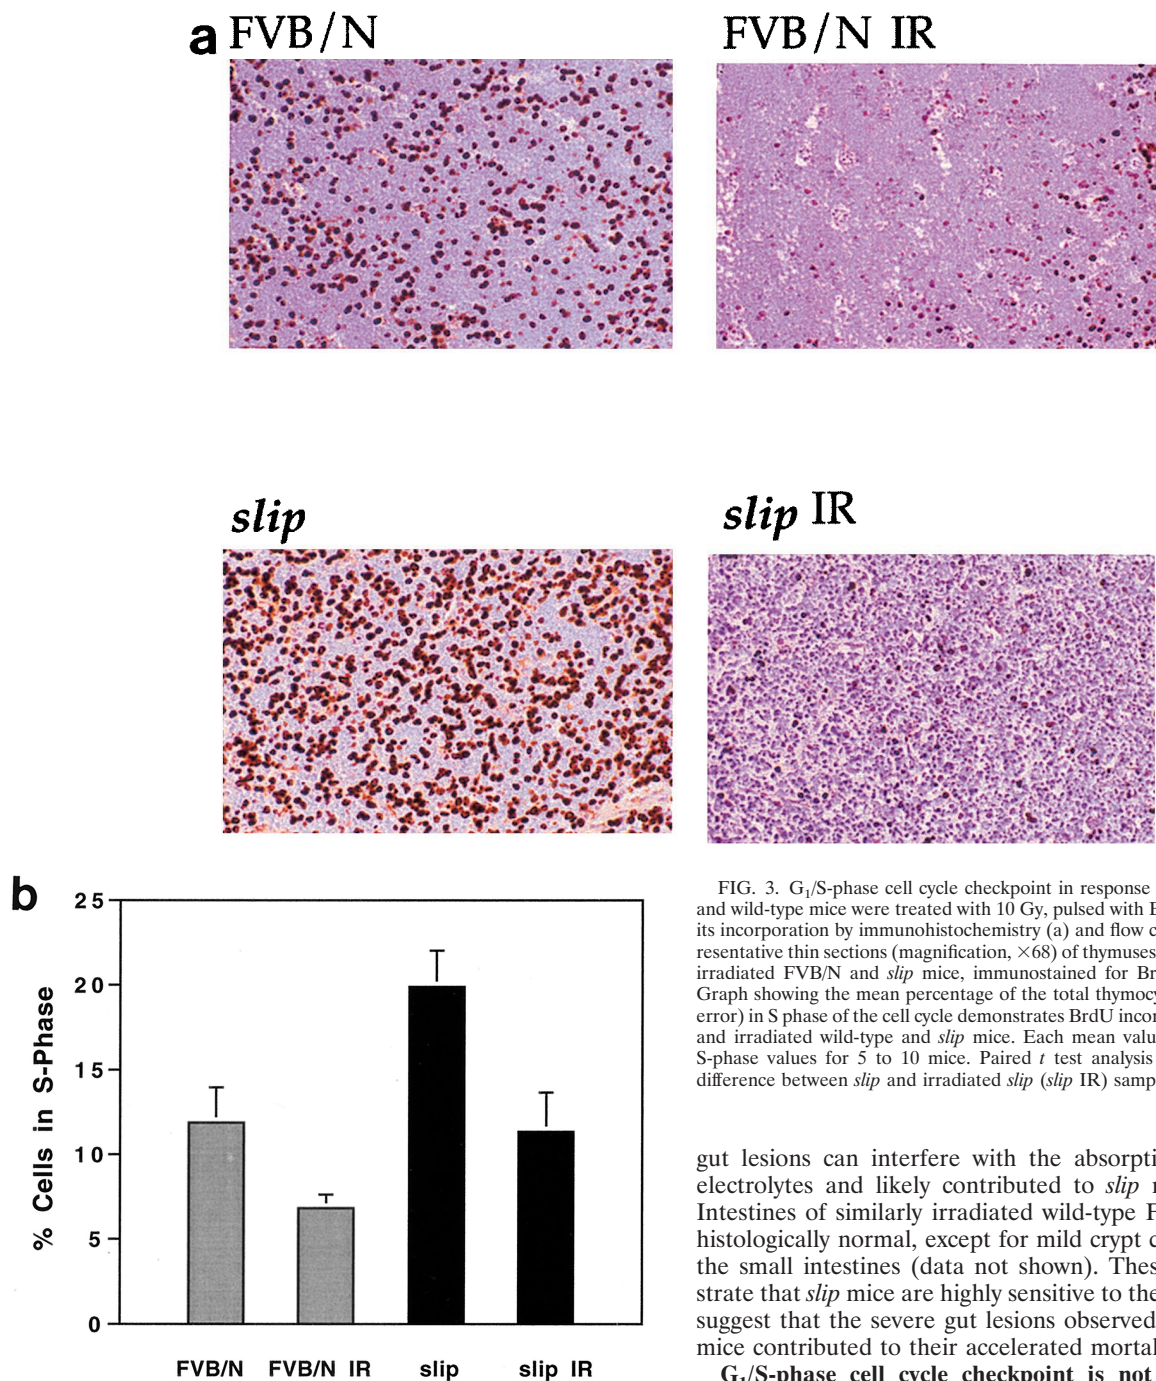 a FVB/N
FVB/N IR
slip
slip IR
b
25
20
15
10
5
0
% Cells in S-Phase
FVB/N
FVB/N IR
slip
slip IR
FIG. 3. G₁/S-phase cell cycle checkpoint in response
and wild-type mice were treated with 10 Gy, pulsed with
its incorporation by immunohistochemistry (a) and flow
resentative thin sections (magnification, ×68) of thymuses
irradiated FVB/N and slip mice, immunostained for
Graph showing the mean percentage of the total
error) in S phase of the cell cycle demonstrates BrdU
and irradiated wild-type and slip mice. Each mean
S-phase values for 5 to 10 mice. Paired t test analysis
difference between slip and irradiated slip (slip IR)
gut lesions can interfere with the
electrolytes and likely contributed to slip
Intestines of similarly irradiated wild-type
histologically normal, except for mild crypt
the small intestines (data not shown).
strate that slip mice are highly sensitive to
suggest that the severe gut lesions observed
mice contributed to their accelerated
G₁/S-phase cell cycle checkpoint is not